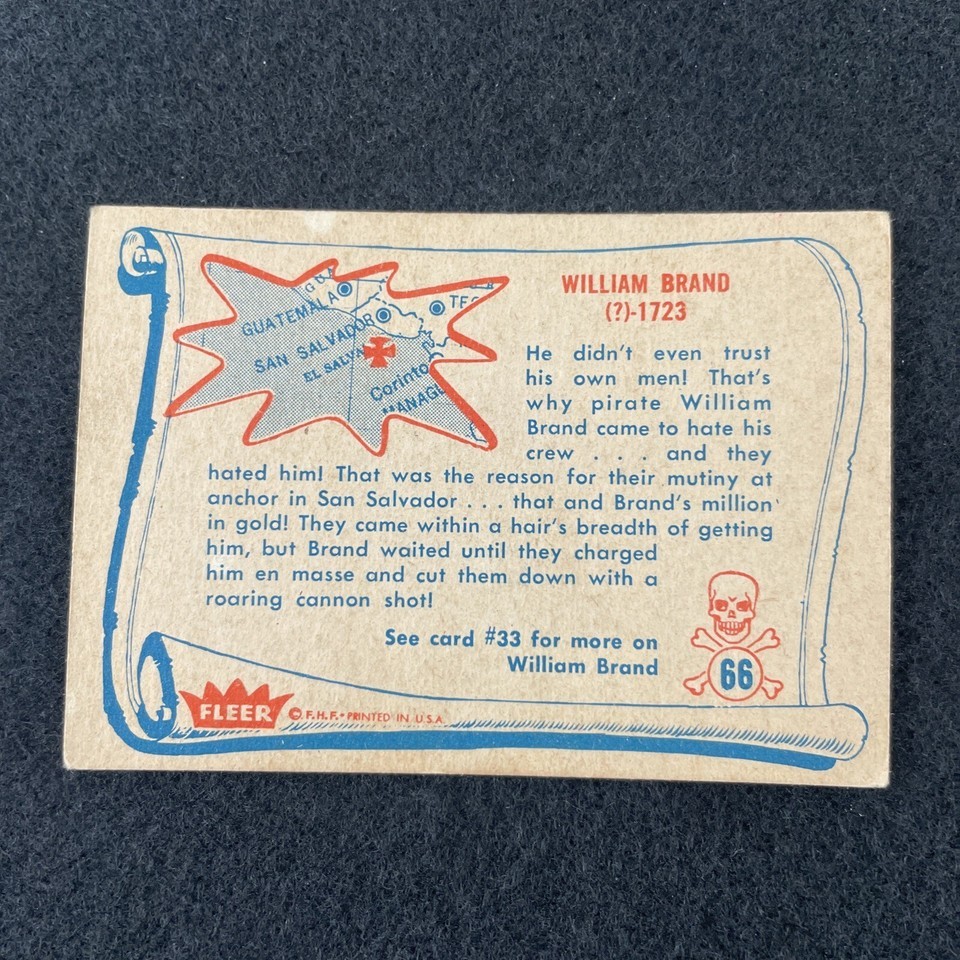 GUA
GUATEMALA
TEG
SAN SALVADOR
EL SALV
Corinto
MANAG
WILLIAM BRAND
(?)-1723
He didn't even trust
his own men! That's
why pirate William
Brand came to hate his
crew . . . and they
hated him! That was the reason for their mutiny at
anchor in San Salvador . . . that and Brand's million
in gold! They came within a hair's breadth of getting
him, but Brand waited until they charged
him en masse and cut them down with a
roaring cannon shot!
See card #33 for more on
William Brand
66
FLEER
© F.H.F. • PRINTED IN U.S.A.